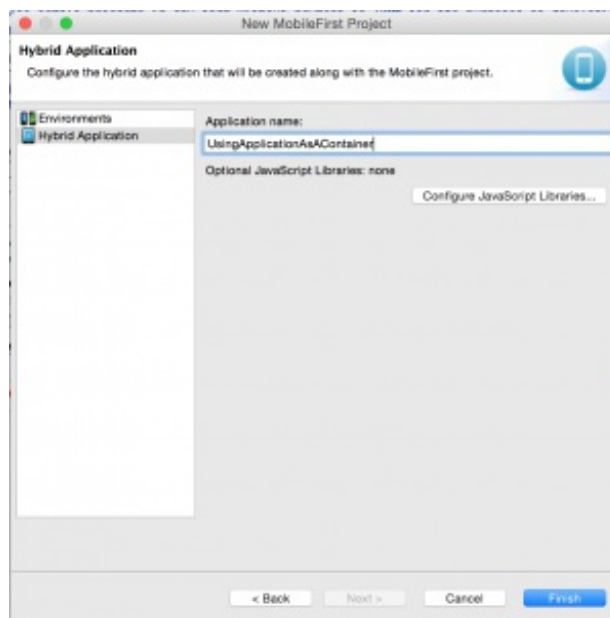 New MobileFirst Project
Hybrid Application
Configure the hybrid application that will be created along with the MobileFirst project.
Environments
Hybrid Application
Application name:
UsingApplicationAsAContainer
Optional JavaScript Libraries: none
Configure JavaScript Libraries...
< Back
Next >
Cancel
Finish